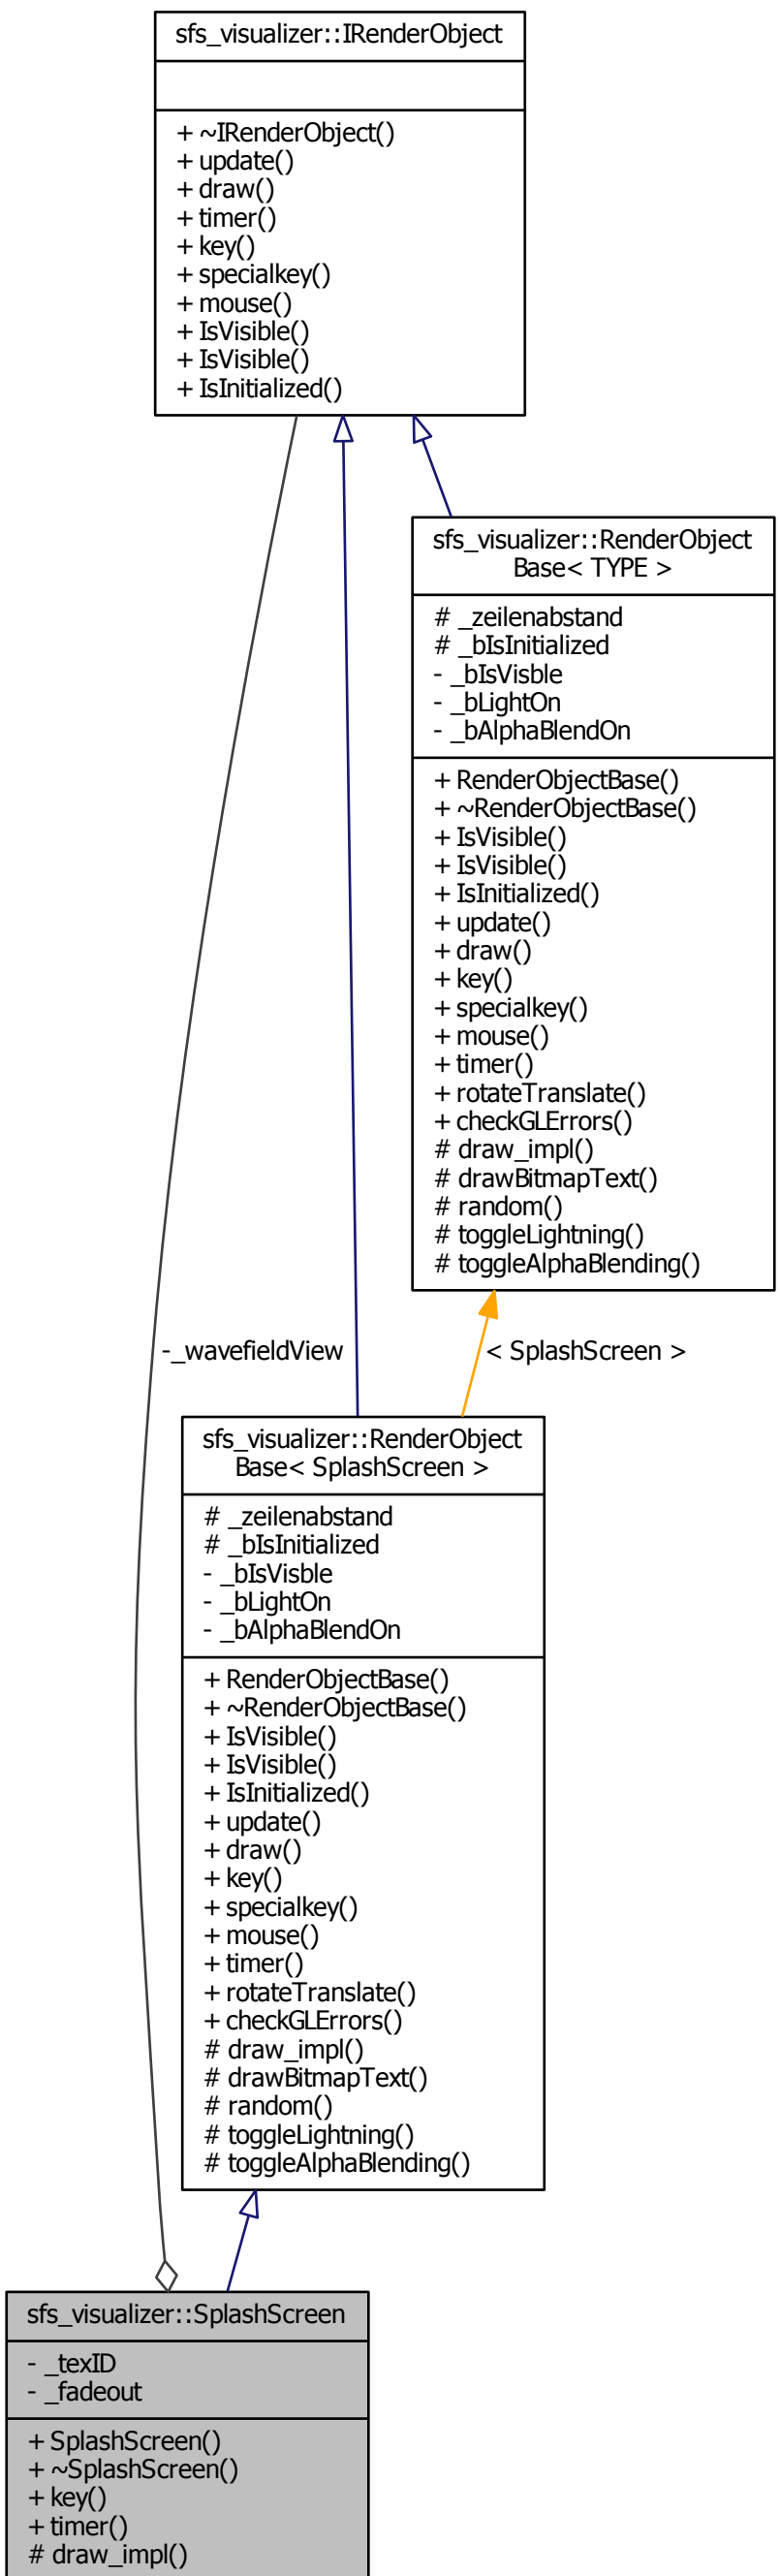 sfs_visualizer::IRenderObject
+ ~IRenderObject()
+ update()
+ draw()
+ timer()
+ key()
+ specialkey()
+ mouse()
+ IsVisible()
+ IsVisible()
+ IsInitialized()
sfs_visualizer::RenderObject
Base< TYPE >
# _zeilenabstand
# _bIsInitialized
- _bIsVisble
- _bLightOn
- _bAlphaBlendOn
+ RenderObjectBase()
+ ~RenderObjectBase()
+ IsVisible()
+ IsVisible()
+ IsInitialized()
+ update()
+ draw()
+ key()
+ specialkey()
+ mouse()
+ timer()
+ rotateTranslate()
+ checkGLErrors()
# draw_impl()
# drawBitmapText()
# random()
# toggleLightning()
# toggleAlphaBlending()
-_wavefieldView
< SplashScreen >
sfs_visualizer::RenderObject
Base< SplashScreen >
# _zeilenabstand
# _bIsInitialized
- _bIsVisble
- _bLightOn
- _bAlphaBlendOn
+ RenderObjectBase()
+ ~RenderObjectBase()
+ IsVisible()
+ IsVisible()
+ IsInitialized()
+ update()
+ draw()
+ key()
+ specialkey()
+ mouse()
+ timer()
+ rotateTranslate()
+ checkGLErrors()
# draw_impl()
# drawBitmapText()
# random()
# toggleLightning()
# toggleAlphaBlending()
sfs_visualizer::SplashScreen
- _texID
- _fadeout
+ SplashScreen()
+ ~SplashScreen()
+ key()
+ timer()
# draw_impl()